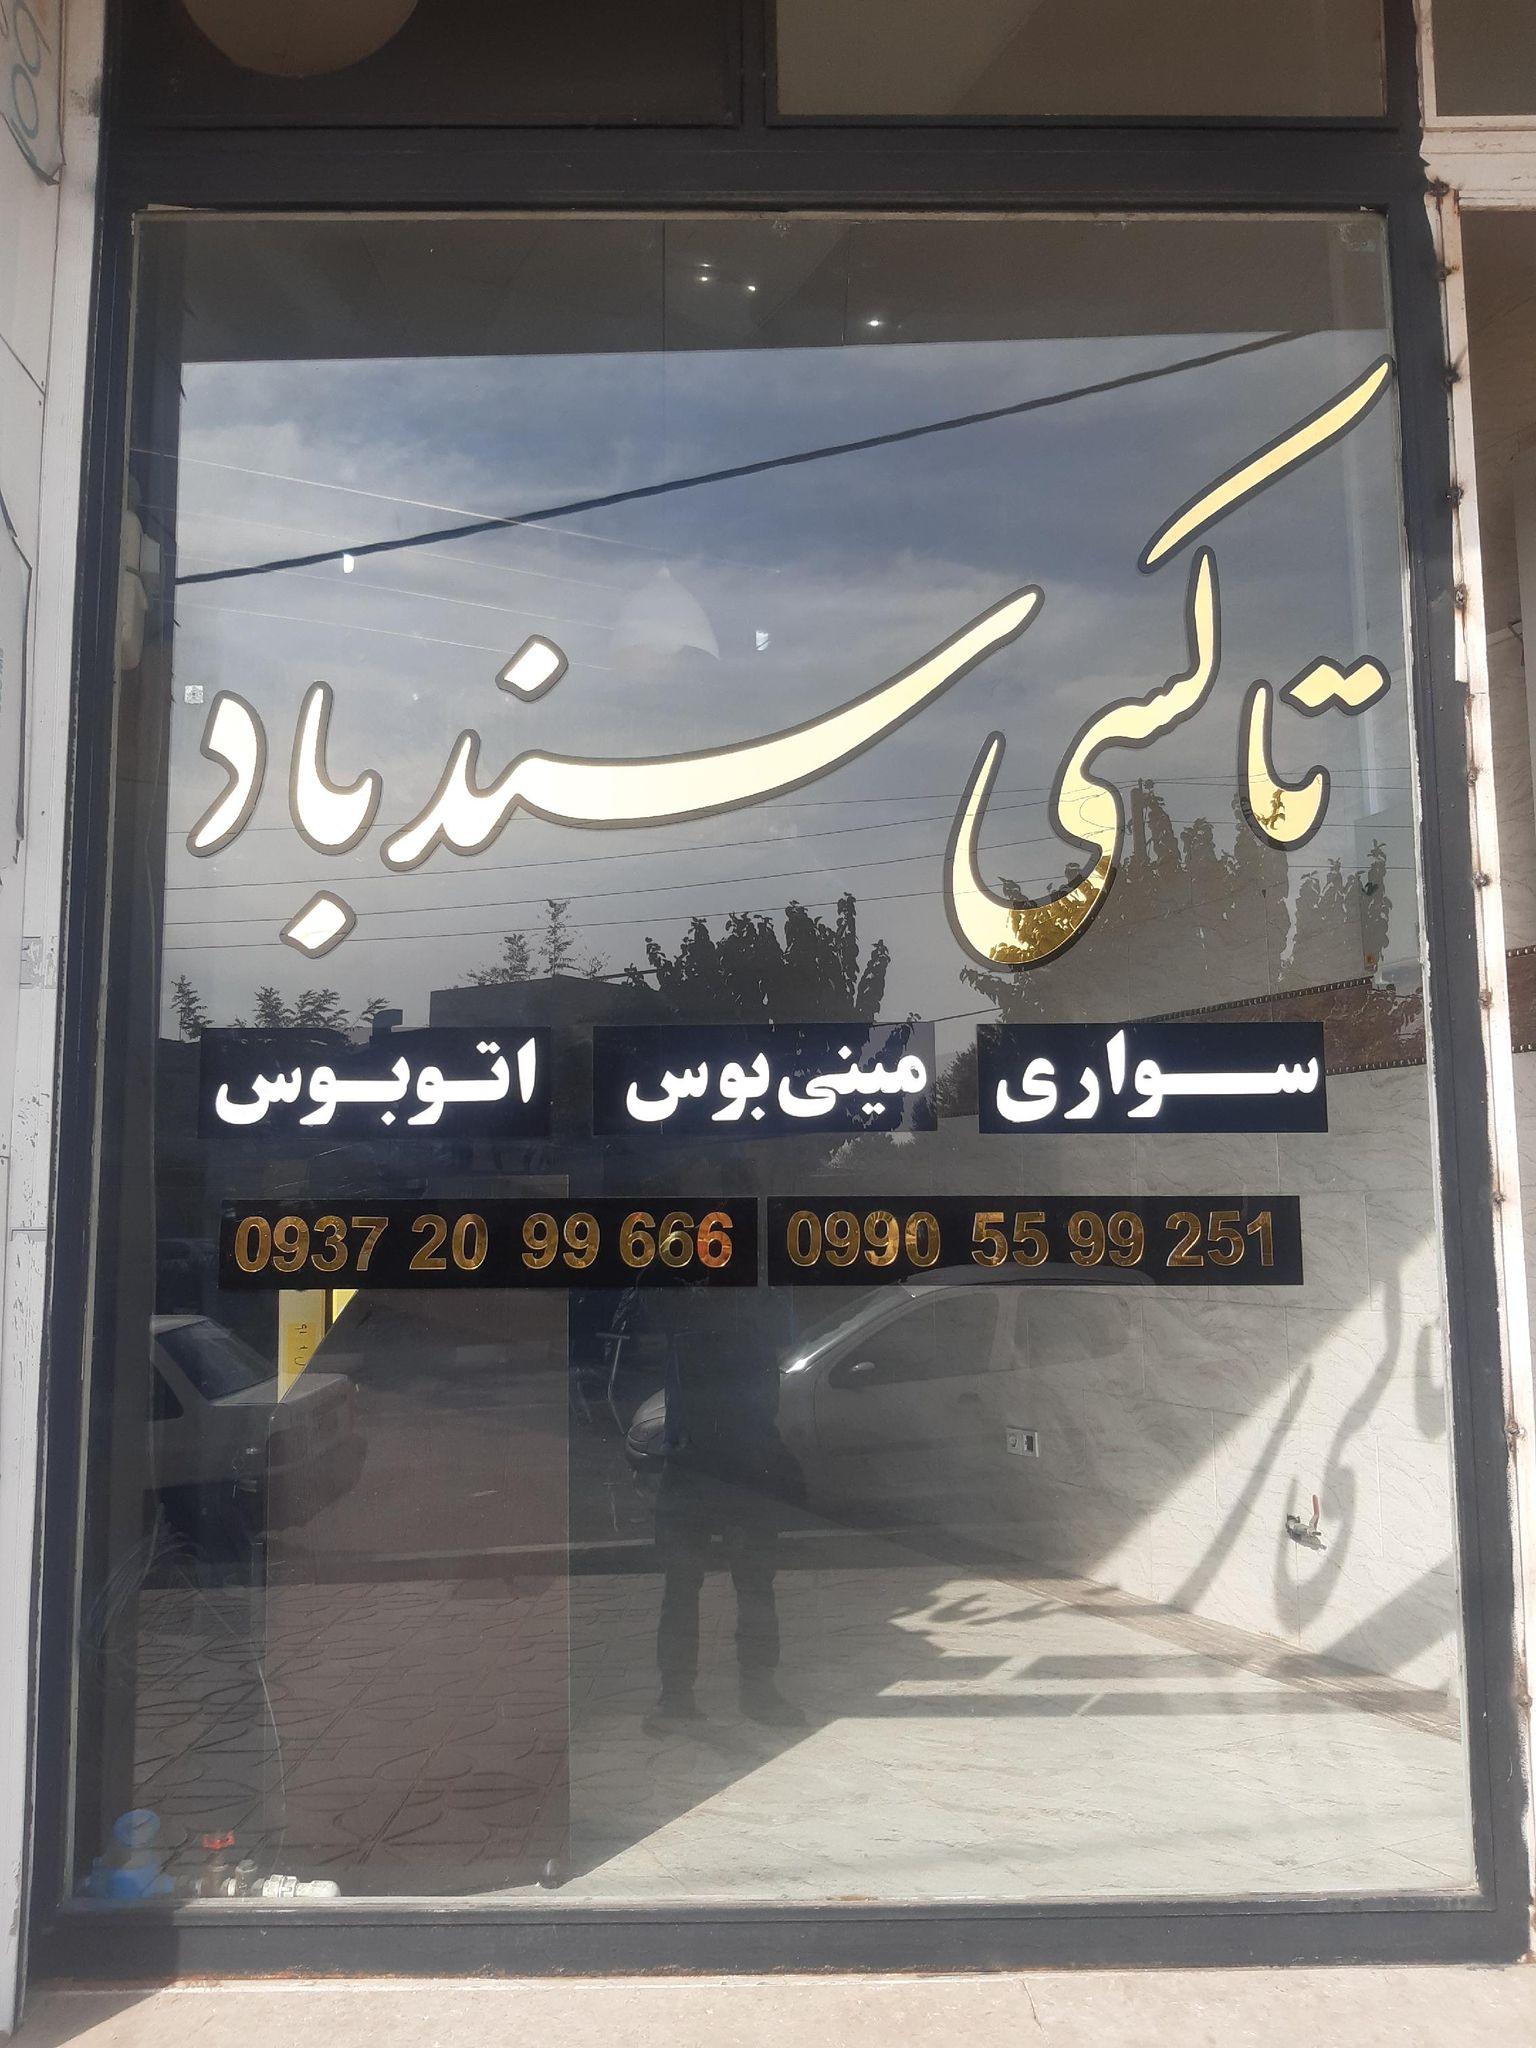 تاکسی سندباد
سواری مینی‌بوس اتوبوس
0937 20 99 666 0990 55 99 251